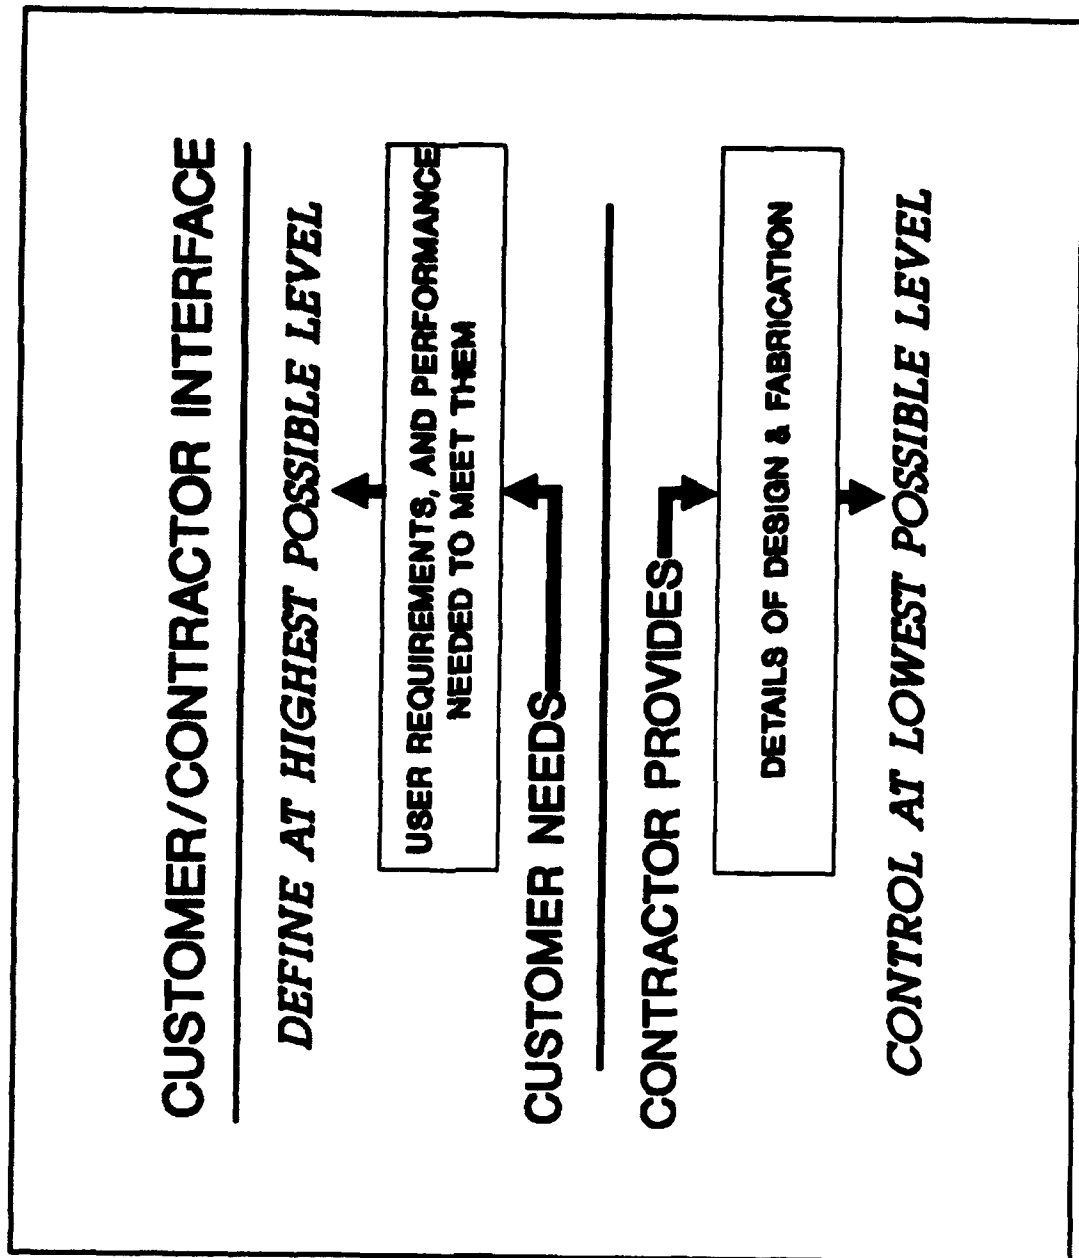 CUSTOMER/CONTRACTOR INTERFACE
DEFINE AT HIGHEST POSSIBLE LEVEL
USER REQUIREMENTS, AND PERFORMANCE
NEEDED TO MEET THEM
CUSTOMER NEEDS
CONTRACTOR PROVIDES
DETAILS OF DESIGN & FABRICATION
CONTROL AT LOWEST POSSIBLE LEVEL